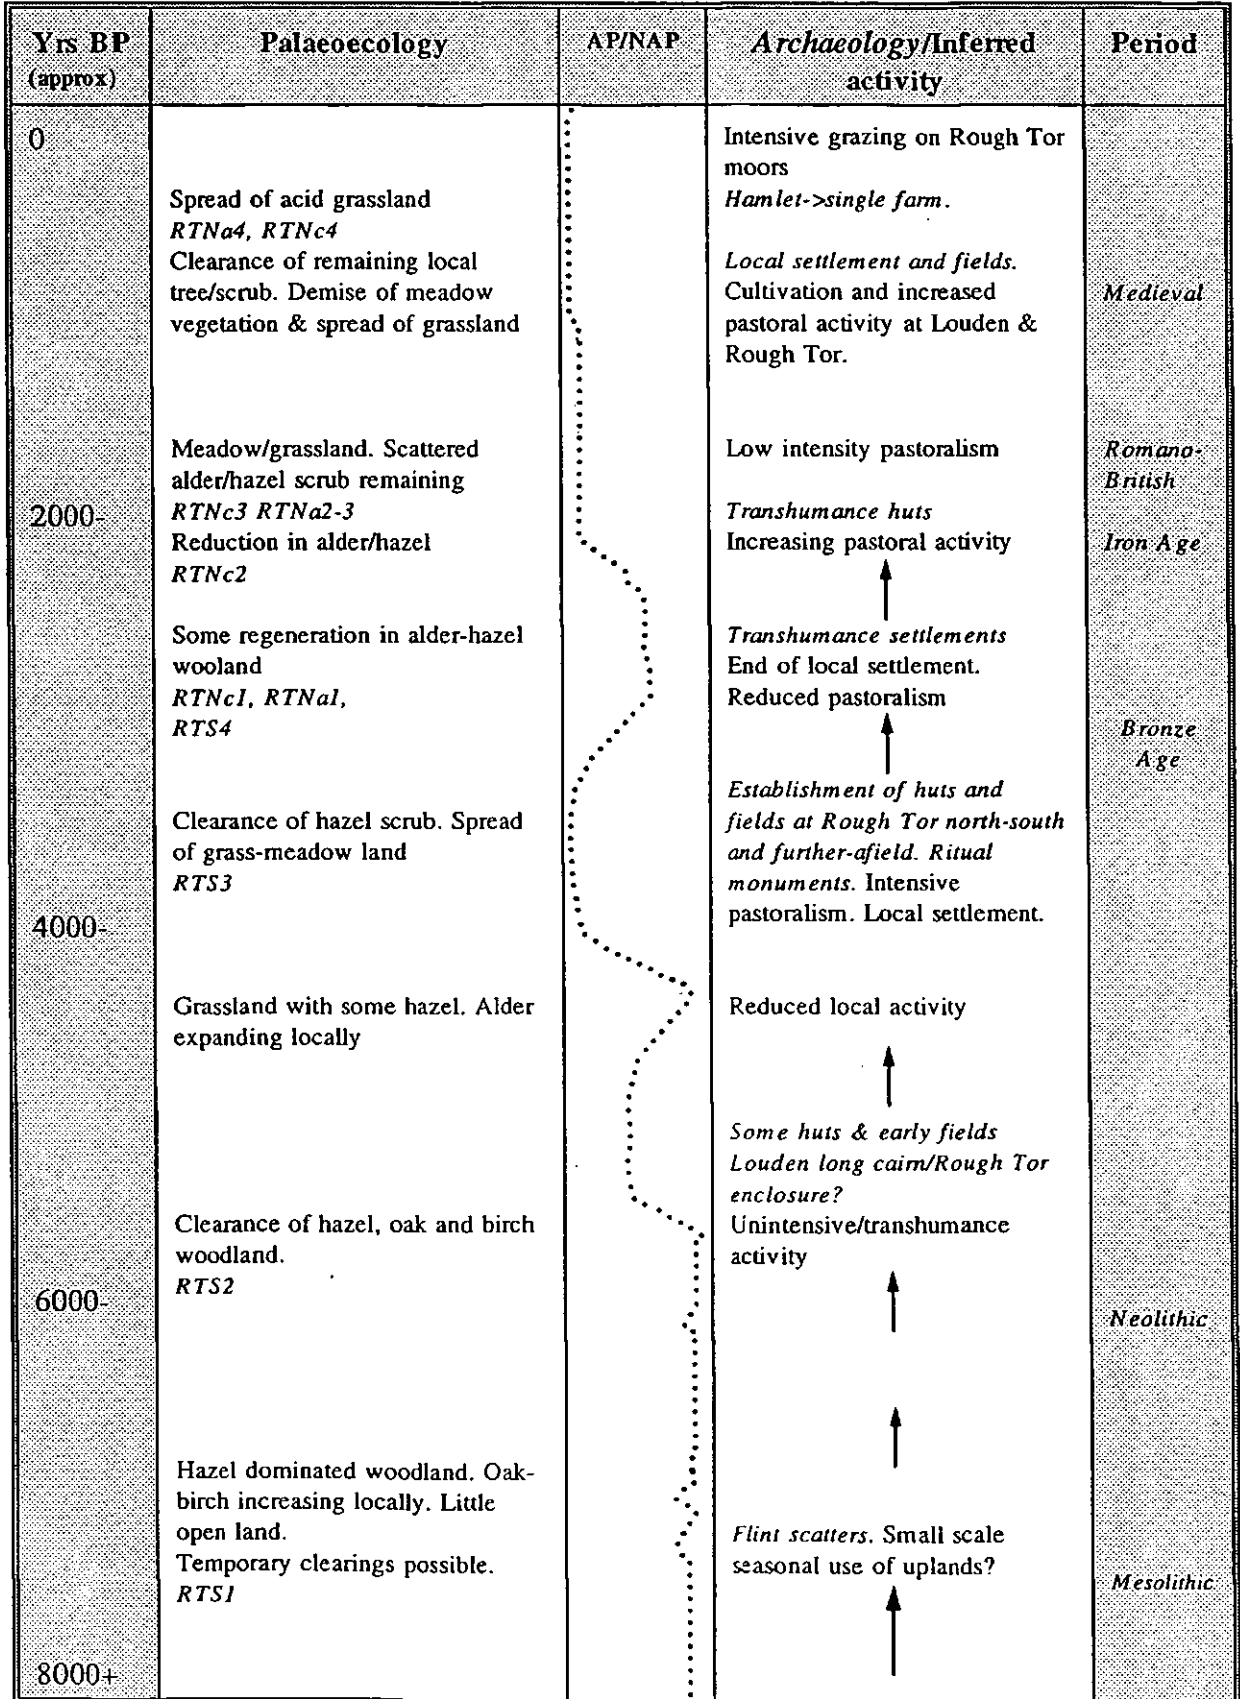 Yrs BP
(approx)
Palaeoecology
AP/NAP
Archaeology/Inferred
activity
Period
0
Intensive grazing on Rough Tor
moors
Spread of acid grassland
Hamlet->single farm.
RTNa4, RTNc4
Clearance of remaining local
tree/scrub. Demise of meadow
vegetation & spread of grassland
Local settlement and fields.
Cultivation and increased
pastoral activity at Louden &
Rough Tor.
Medieval
Meadow/grassland. Scattered
alder/hazel scrub remaining
RTNc3 RTNa2-3
Low intensity pastoralism
Romano-
British
2000-
Transhumance huts
Reduction in alder/hazel
RTNc2
Increasing pastoral activity
Iron Age
Some regeneration in alder-hazel
wooland
RTNc1, RTNa1,
RTS4
Transhumance settlements
End of local settlement.
Reduced pastoralism
Bronze
Age
Clearance of hazel scrub. Spread
of grass-meadow land
RTS3
Establishment of huts and
fields at Rough Tor north-south
and further-afield. Ritual
monuments. Intensive
pastoralism. Local settlement.
4000-
Grassland with some hazel. Alder
expanding locally
Reduced local activity
Some huts & early fields
Louden long cairn/Rough Tor
enclosure?
Unintensive/transhumance
activity
Clearance of hazel, oak and birch
woodland.
RTS2
6000-
Neolithic
Hazel dominated woodland. Oak-
birch increasing locally. Little
open land.
Temporary clearings possible.
RTS1
Flint scatters. Small scale
seasonal use of uplands?
Mesolithic
8000+